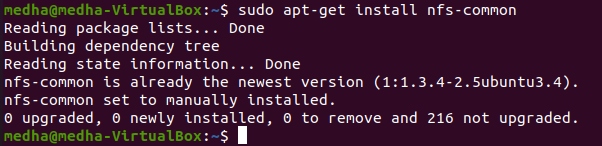 medha@medha-VirtualBox:~$ sudo apt-get install nfs-common
Reading package lists... Done
Building dependency tree
Reading state information... Done
nfs-common is already the newest version (1:1.3.4-2.5ubuntu3.4).
nfs-common set to manually installed.
0 upgraded, 0 newly installed, 0 to remove and 216 not upgraded.
medha@medha-VirtualBox:~$